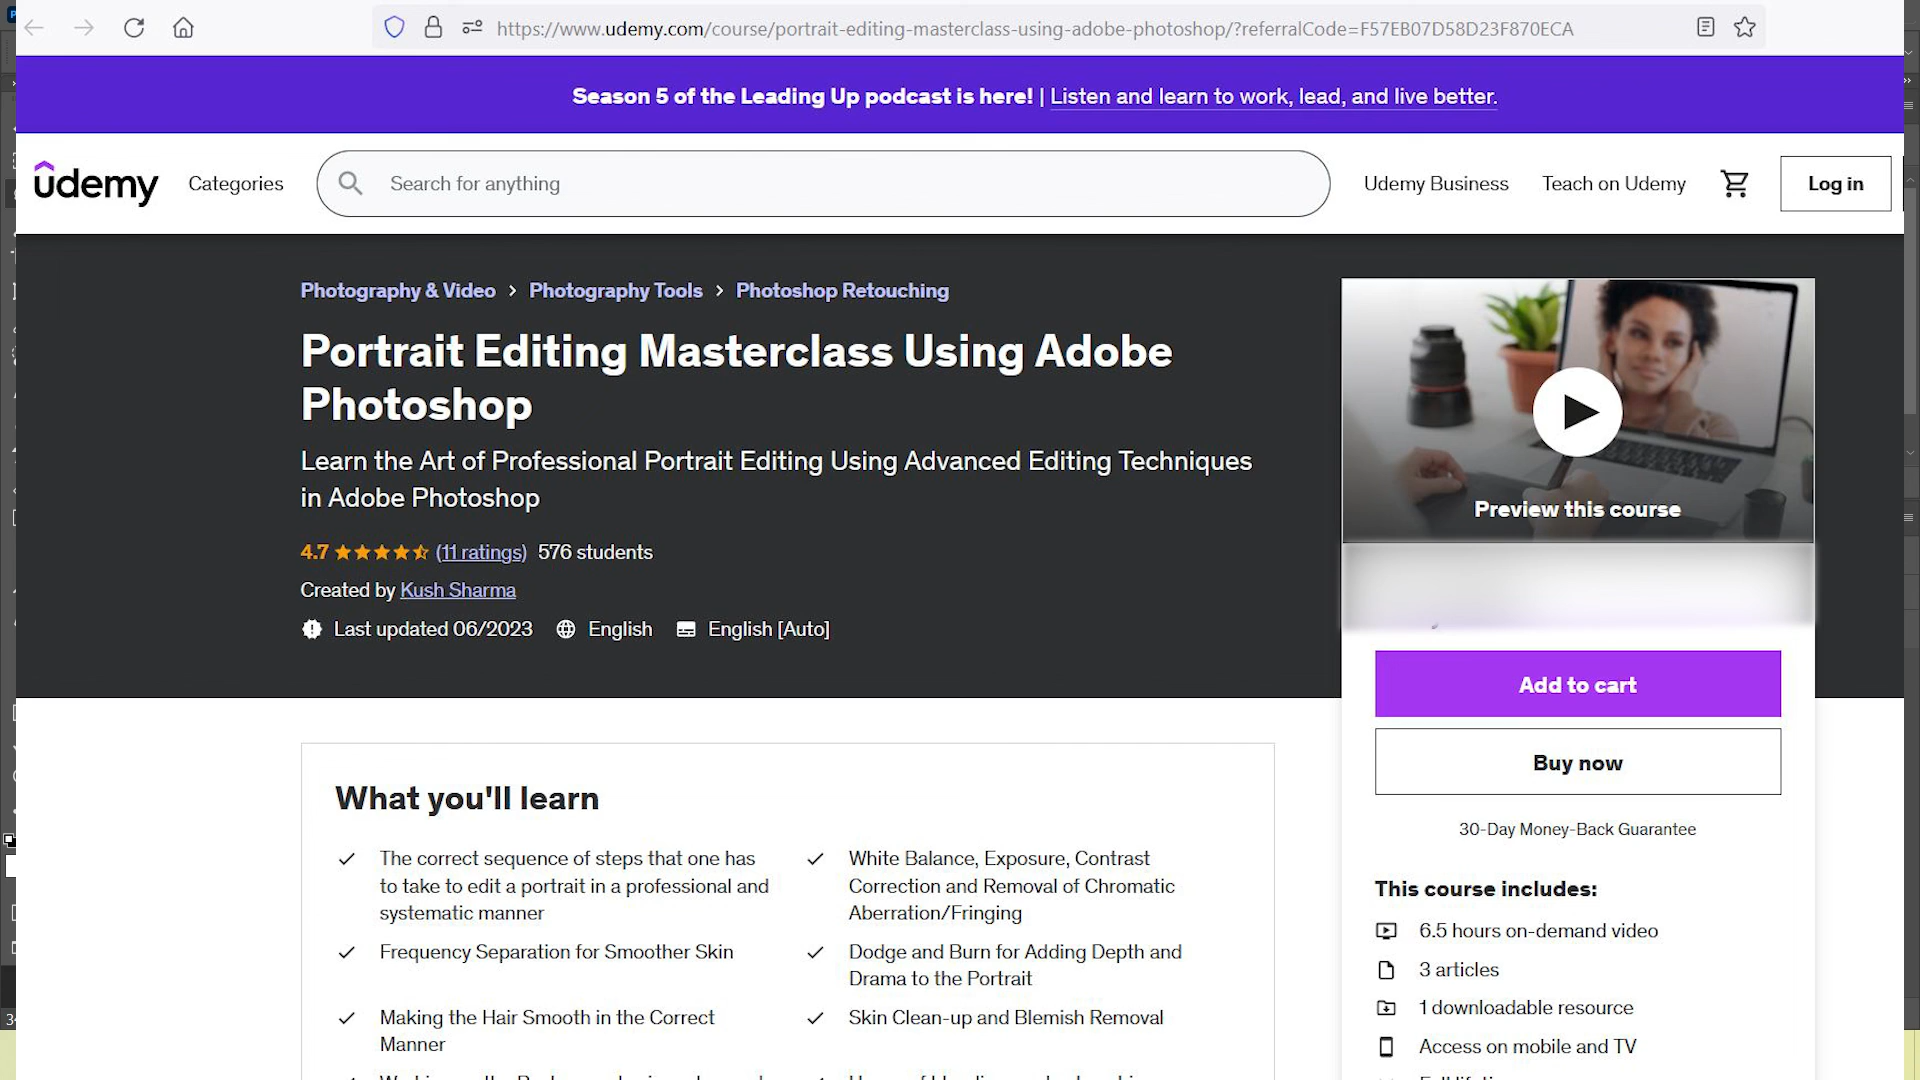 https://www.udemy.com/course/portrait-editing-masterclass-using-adobe-photoshop/?referralCode=F57EB07D58D23F870ECA
Season 5 of the Leading Up podcast is here! | Listen and learn to work, lead, and live better.
ûdemy
Categories
Search for anything
Udemy Business
Teach on Udemy
Log in
Photography & Video > Photography Tools > Photoshop Retouching
Portrait Editing Masterclass Using Adobe
Photoshop
Learn the Art of Professional Portrait Editing Using Advanced Editing Techniques
in Adobe Photoshop
4.7 (11 ratings) 576 students
Created by Kush Sharma
Last updated 06/2023 English English [Auto]
Preview this course
Add to cart
Buy now
30-Day Money-Back Guarantee
This course includes:
6.5 hours on-demand video
3 articles
1 downloadable resource
Access on mobile and TV
What you'll learn
The correct sequence of steps that one has
to take to edit a portrait in a professional and
systematic manner
White Balance, Exposure, Contrast
Correction and Removal of Chromatic
Aberration/Fringing
Frequency Separation for Smoother Skin
Dodge and Burn for Adding Depth and
Drama to the Portrait
Making the Hair Smooth in the Correct
Manner
Skin Clean-up and Blemish Removal